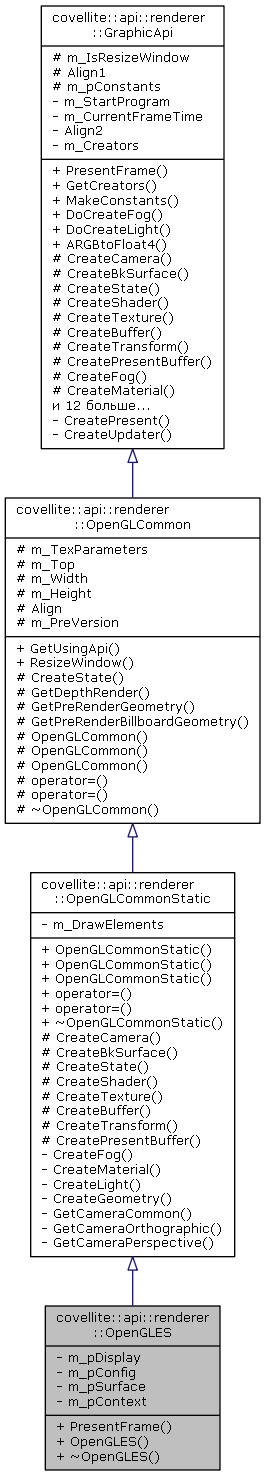 covellite::api::renderer
::GraphicApi
# m_IsResizeWindow
# Align1
# m_pConstants
- m_StartProgram
- m_CurrentFrameTime
- Align2
- m_Creators
+ PresentFrame()
+ GetCreators()
+ MakeConstants()
+ DoCreateFog()
+ DoCreateLight()
+ ARGBtoFloat4()
# CreateCamera()
# CreateBkSurface()
# CreateState()
# CreateShader()
# CreateTexture()
# CreateBuffer()
# CreateTransform()
# CreatePresentBuffer()
# CreateFog()
# CreateMaterial()
и 12 больше...
- CreatePresent()
- CreateUpdater()
covellite::api::renderer
::OpenGLCommon
# m_TexParameters
# m_Top
# m_Width
# m_Height
# Align
# m_PreVersion
+ GetUsingApi()
+ ResizeWindow()
# CreateState()
# GetDepthRender()
# GetPreRenderGeometry()
# GetPreRenderBillboardGeometry()
# OpenGLCommon()
# OpenGLCommon()
# OpenGLCommon()
# operator=()
# operator=()
# ~OpenGLCommon()
covellite::api::renderer
::OpenGLCommonStatic
- m_DrawElements
+ OpenGLCommonStatic()
+ OpenGLCommonStatic()
+ OpenGLCommonStatic()
+ operator=()
+ operator=()
+ ~OpenGLCommonStatic()
# CreateCamera()
# CreateBkSurface()
# CreateState()
# CreateShader()
# CreateTexture()
# CreateBuffer()
# CreateTransform()
# CreatePresentBuffer()
- CreateFog()
- CreateMaterial()
- CreateLight()
- CreateGeometry()
- GetCameraCommon()
- GetCameraOrthographic()
- GetCameraPerspective()
covellite::api::renderer
::OpenGLES
- m_pDisplay
- m_pConfig
- m_pSurface
- m_pContext
+ PresentFrame()
+ OpenGLES()
+ ~OpenGLES()